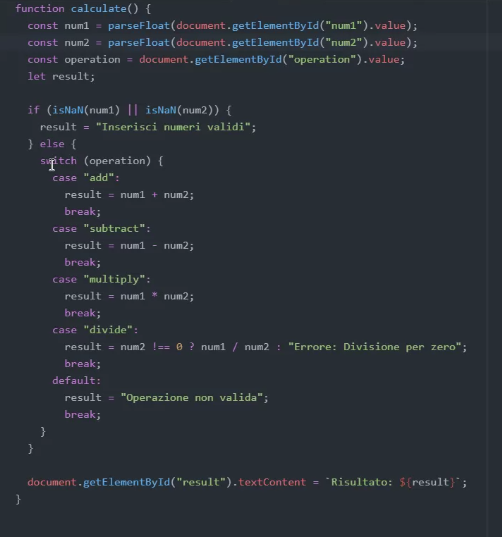 function calculate() {
const num1 = parseFloat(document.getElementById("num1").value);
const num2 = parseFloat(document.getElementById("num2").value);
const operation = document.getElementById("operation").value;
let result;
if (isNaN(num1) || isNaN(num2)) {
result = "Inserisci numeri validi";
} else {
switch (operation) {
case "add":
result = num1 + num2;
break;
case "subtract":
result = num1 - num2;
break;
case "multiply":
result = num1 * num2;
break;
case "divide":
result = num2 !== 0 ? num1 / num2 : "Errore: Divisione per zero";
break;
default:
result = "Operazione non valida";
break;
}
}
document.getElementById("result").textContent = `Risultato: ${result}`;
}